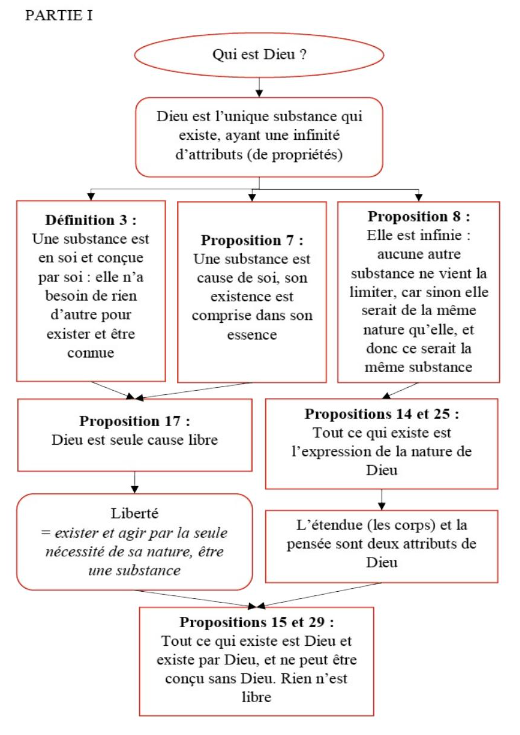 PARTIE I
Qui est Dieu ?
Dieu est l’unique substance qui
existe, ayant une infinité
d’attributs (de propriétés)
Définition 3 :
Une substance est
en soi et conçue
par soi : elle n’a
besoin de rien
d’autre pour
exister et être
connue
Proposition 7 :
Une substance est
cause de soi, son
existence est
comprise dans son
essence
Proposition 8 :
Elle est infinie :
aucune autre
substance ne vient la
limiter, car sinon elle
serait de la même
nature qu’elle, et
donc ce serait la
même substance
Proposition 17 :
Dieu est seule cause libre
Propositions 14 et 25 :
Tout ce qui existe est
l’expression de la nature de
Dieu
Liberté
= exister et agir par la seule
nécessité de sa nature, être
une substance
L’étendue (les corps) et la
pensée sont deux attributs de
Dieu
Propositions 15 et 29 :
Tout ce qui existe est Dieu et
existe par Dieu, et ne peut être
conçu sans Dieu. Rien n’est
libre